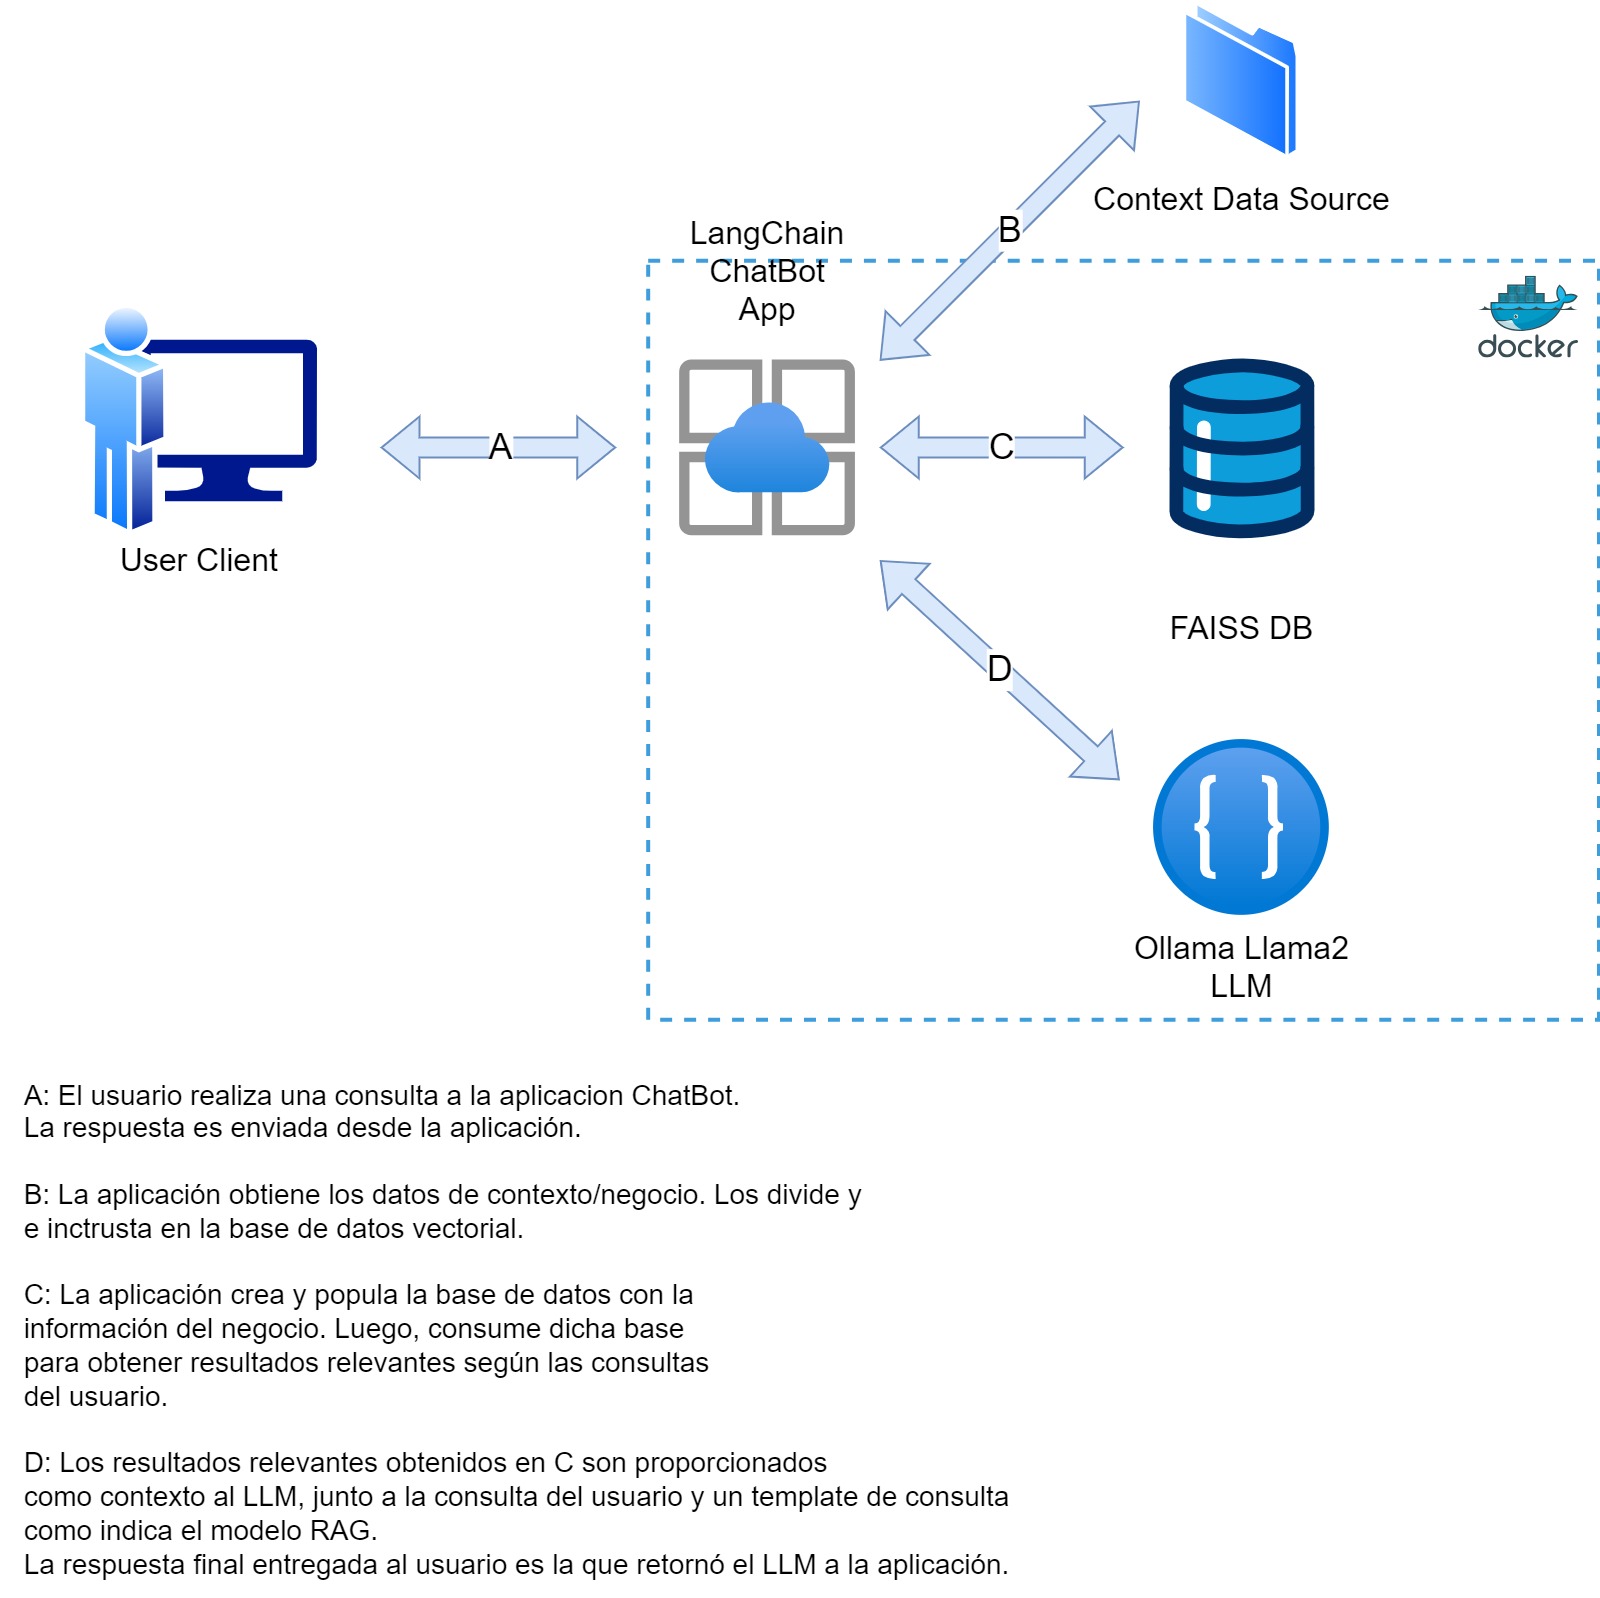 Context Data Source
LangChain
ChatBot
App
B
docker
A
C
User Client
FAISS DB
D
Ollama Llama2
LLM
A: El usuario realiza una consulta a la aplicacion ChatBot.
La respuesta es enviada desde la aplicación.
B: La aplicación obtiene los datos de contexto/negocio. Los divide y
e inctrusta en la base de datos vectorial.
C: La aplicación crea y popula la base de datos con la
información del negocio. Luego, consume dicha base
para obtener resultados relevantes según las consultas
del usuario.
D: Los resultados relevantes obtenidos en C son proporcionados
como contexto al LLM, junto a la consulta del usuario y un template de consulta
como indica el modelo RAG.
La respuesta final entregada al usuario es la que retornó el LLM a la aplicación.